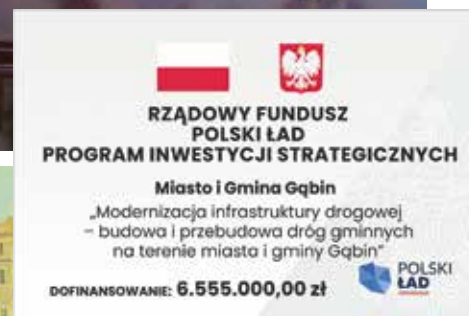 RZĄDOWY FUNDUSZ
POLSKI ŁAD
PROGRAM INWESTYCJI STRATEGICZNYCH
Miasto i Gmina Gąbin
„Modernizacja infrastruktury drogowej
– budowa i przebudowa dróg gminnych
na terenie miasta i gminy Gąbin”
DOFINANSOWANIE: 6.555.000,00 zł
POLSKI
ŁAD